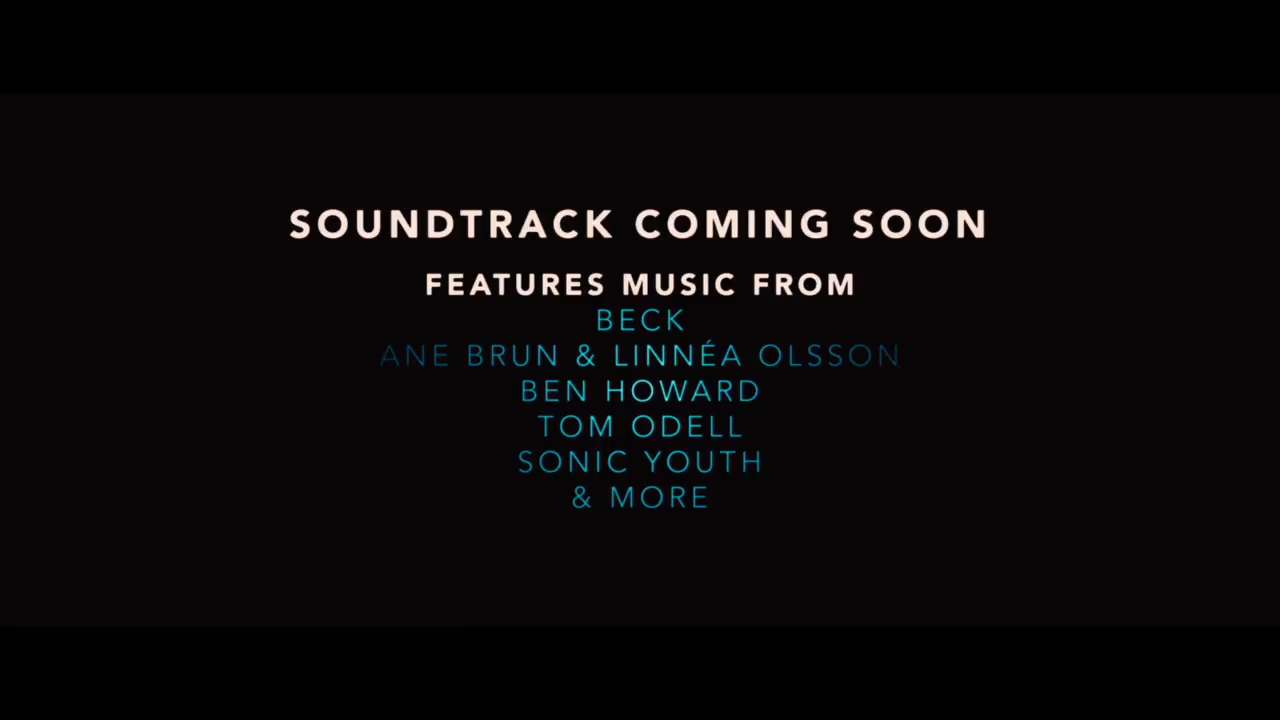 SOUNDTRACK COMING SOON
FEATURES MUSIC FROM
BECK
ANE BRUN & LINNÉA OLSSON
BEN HOWARD
TOM ODELL
SONIC YOUTH
& MORE